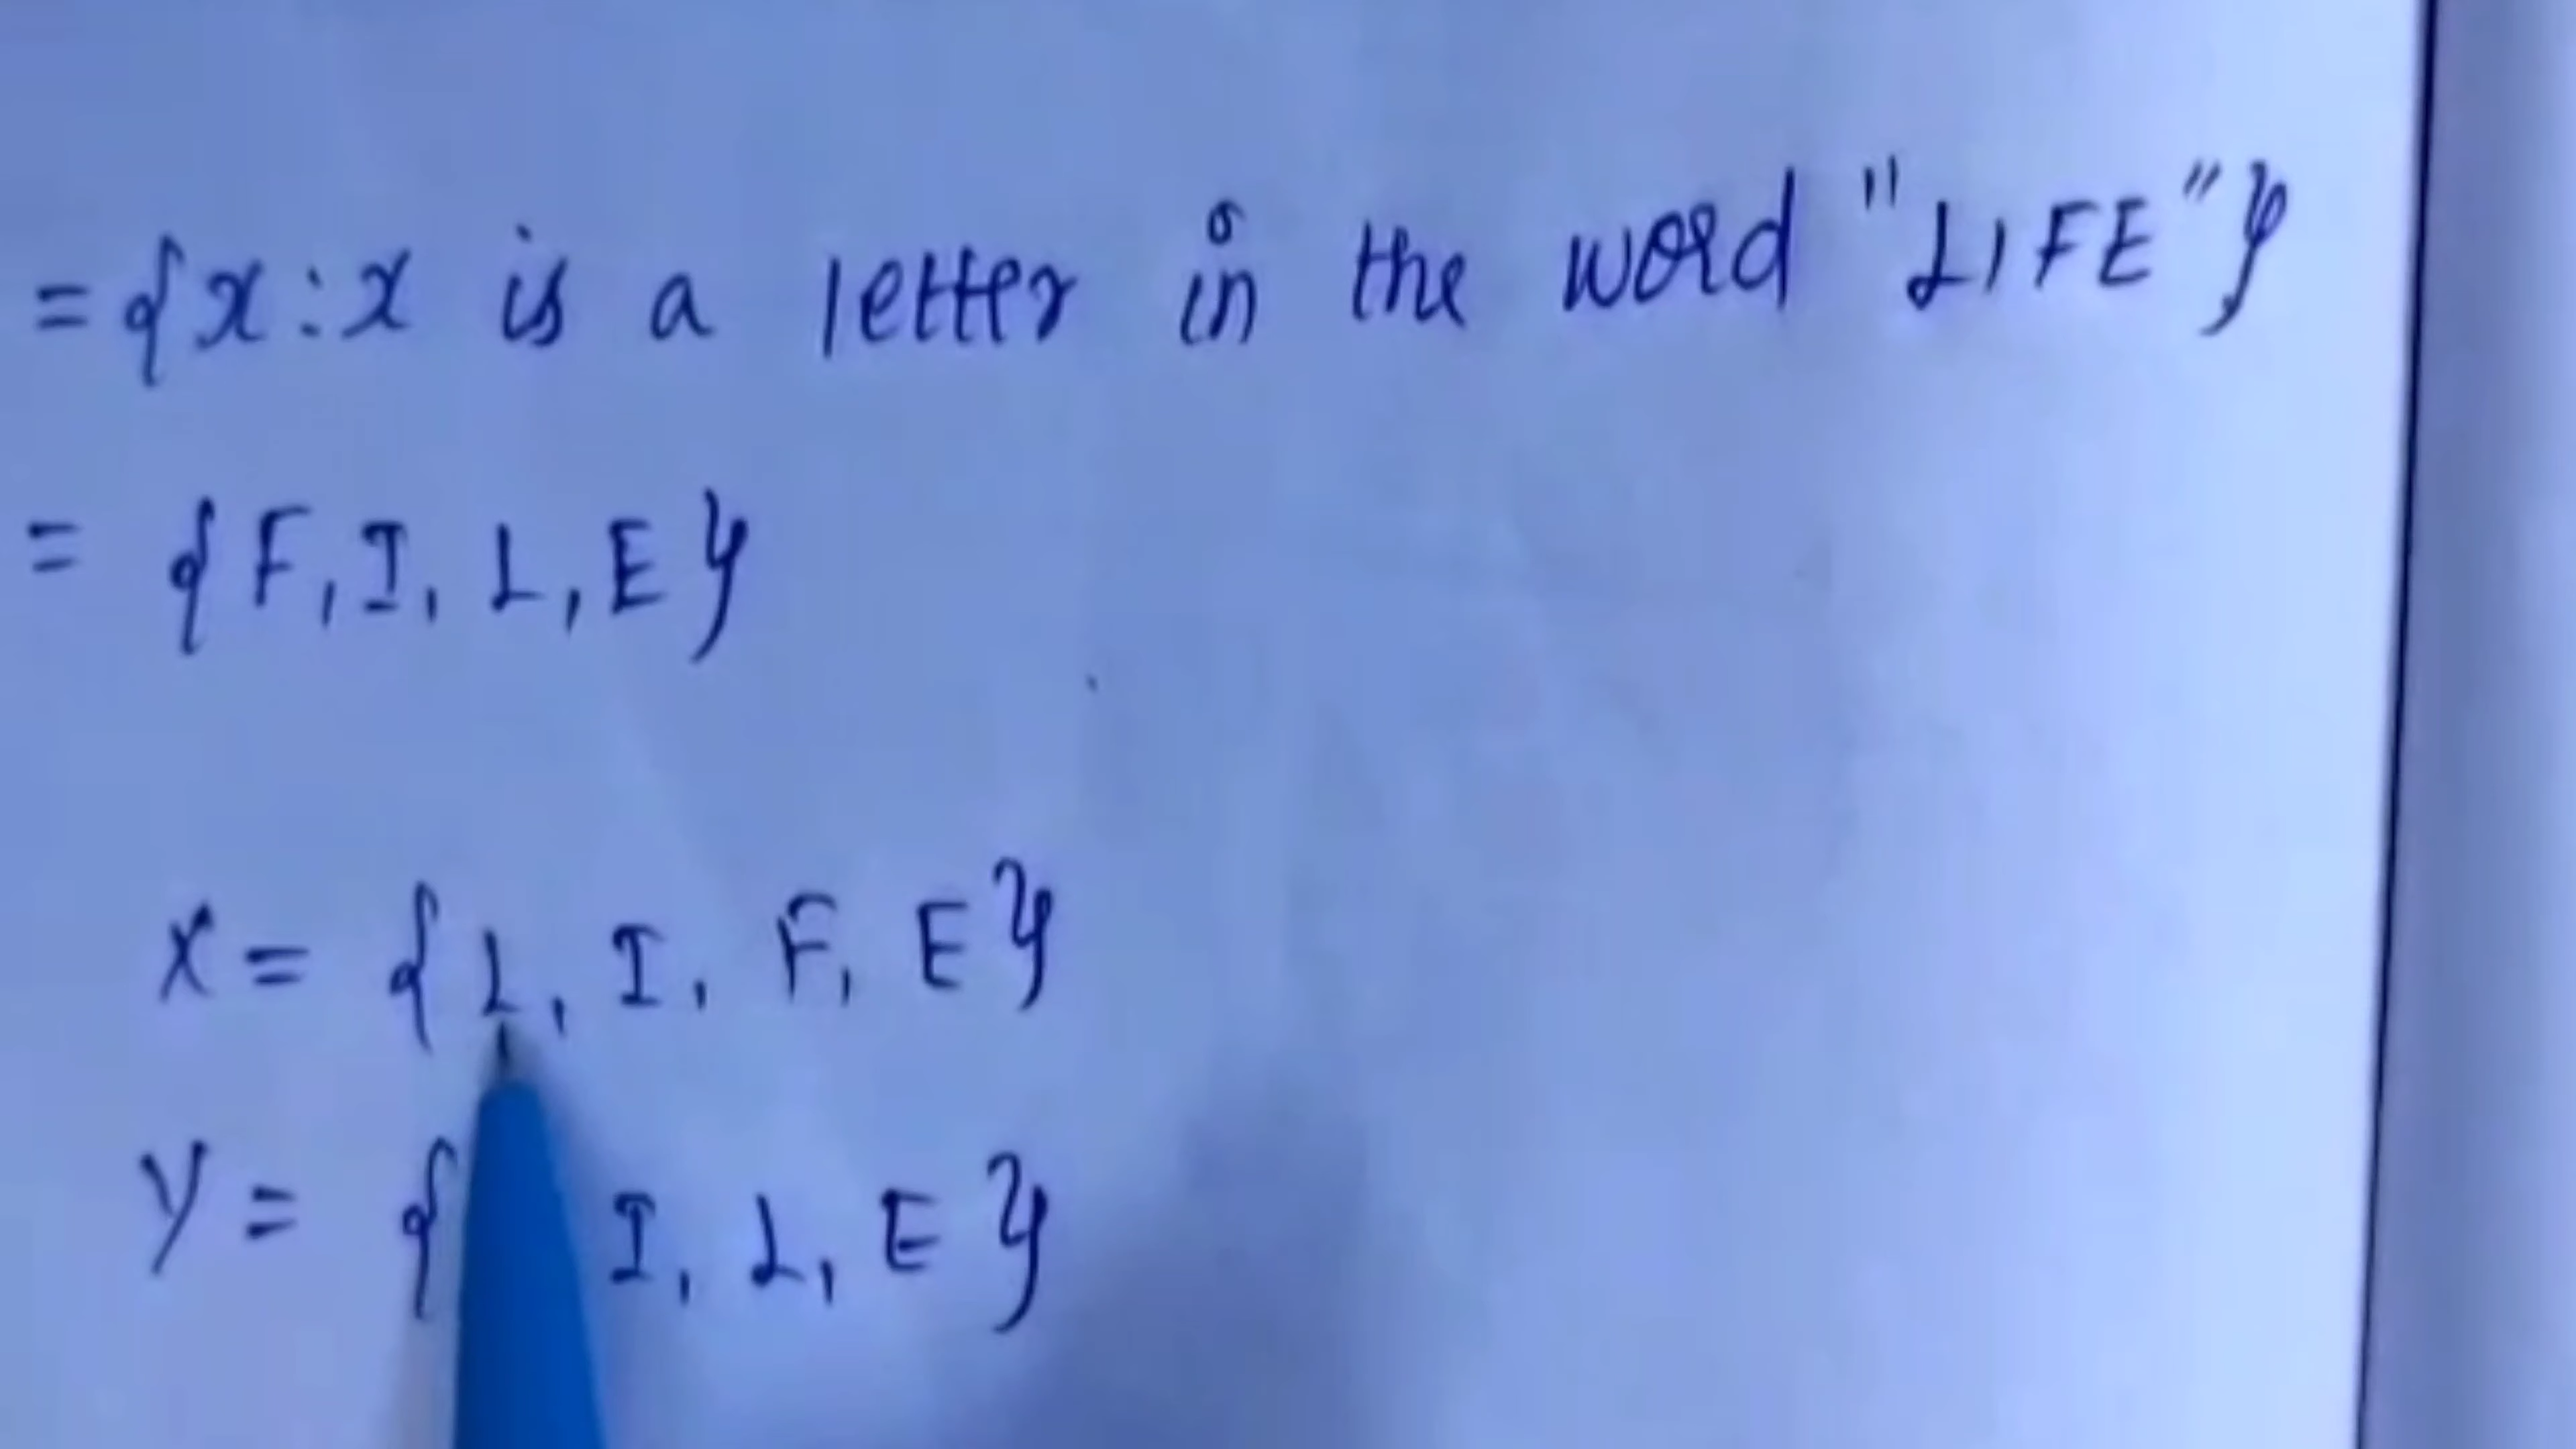 = {x : x is a letter in the word "LIFE"}
= {F, I, L, E}
X = {L, I, F, E}
Y = { I, L, E}